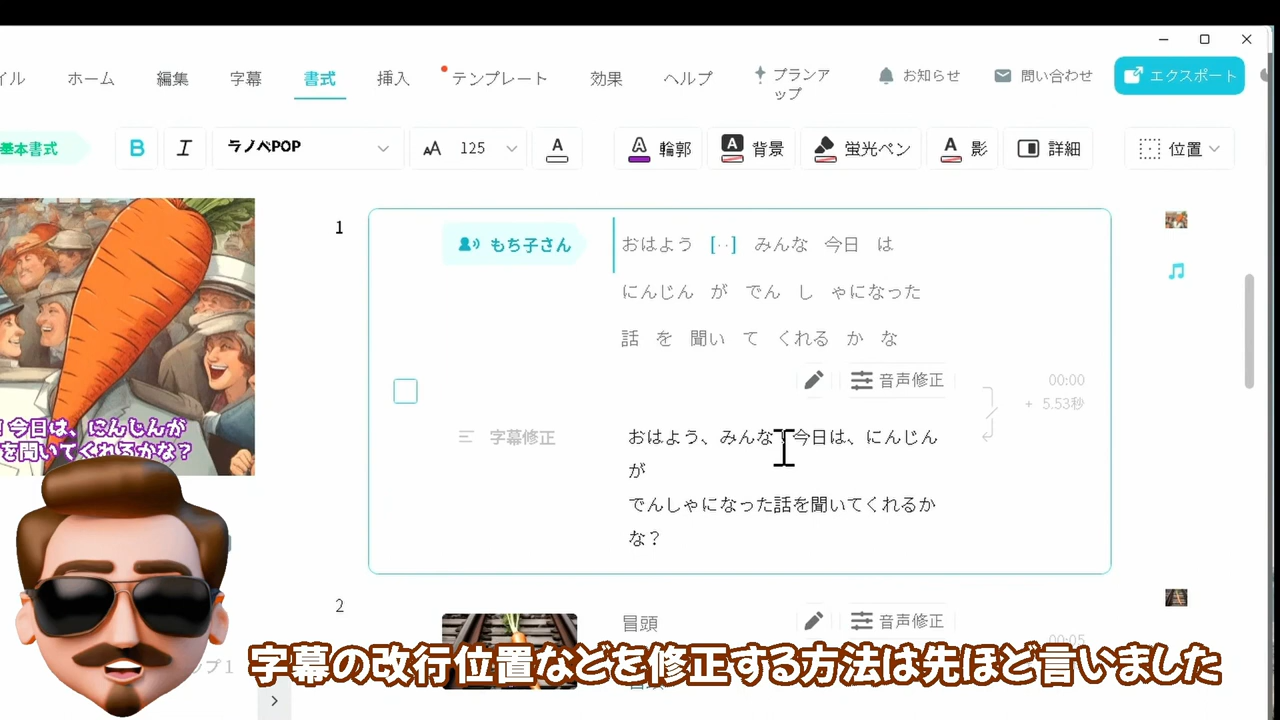 イル ホーム 編集 字幕 書式 挿入 テンプレート 効果 ヘルプ プランアップ お知らせ 問い合わせ エクスポート
基本書式 B I ラノベPOP AA 125 A A 輪郭 A 背景 蛍光ペン A 影 詳細 位置
1
もち子さん
おはよう [··] みんな 今日 は
にんじん が でん し ゃになった
話 を 聞い て くれる か な
音声修正
00:00
+ 5.53秒
字幕修正
おはよう、みんな！今日は、にんじん
が
でんしゃになった話を聞いてくれるか
な？
！今日は、にんじんが
を聞いてくれるかな？
2
冒頭
音声修正
00:05
ップ1
字幕の改行位置などを修正する方法は先ほど言いました